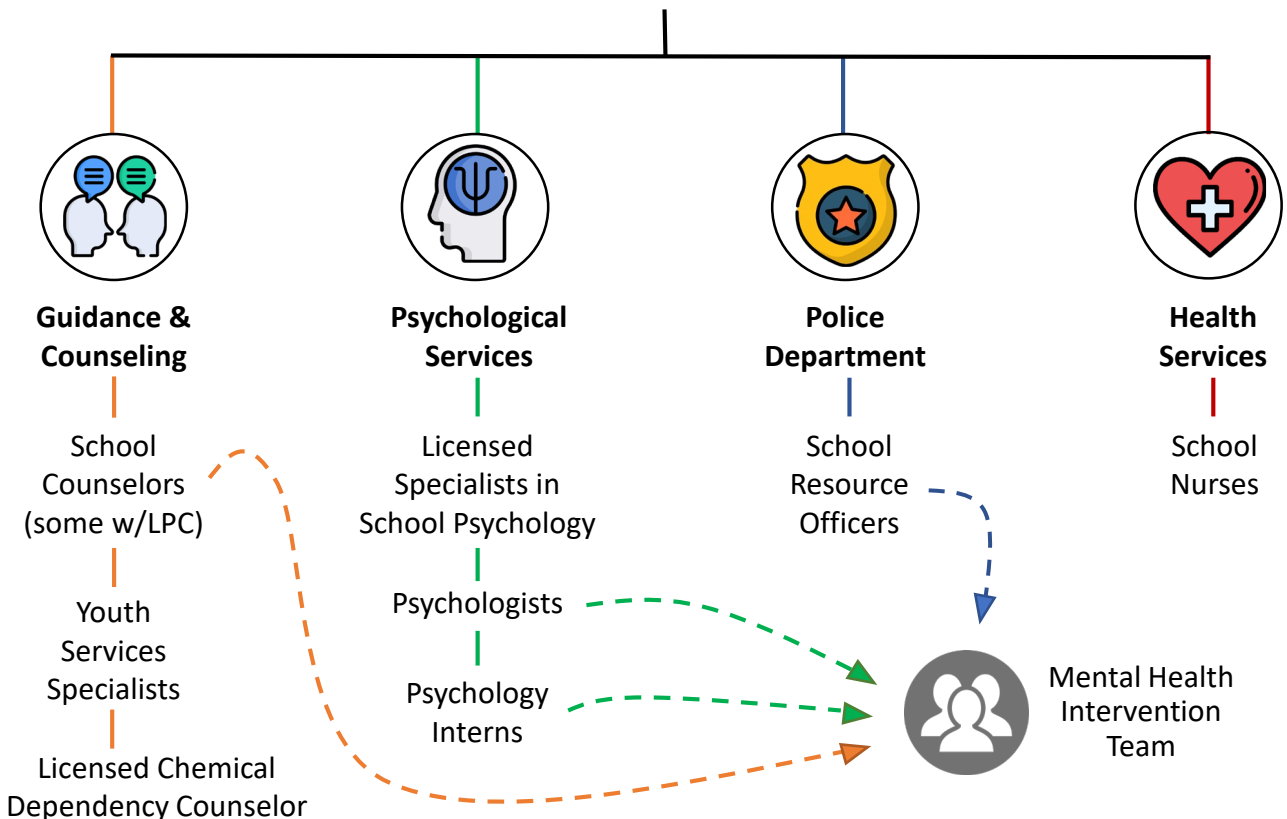 Guidance &
Counseling
School
Counselors
(some w/LPC)
Youth
Services
Specialists
Licensed Chemical
Dependency Counselor
Psychological
Services
Licensed
Specialists in
School Psychology
Psychologists
Psychology
Interns
Police
Department
School
Resource
Officers
Health
Services
School
Nurses
Mental Health
Intervention
Team